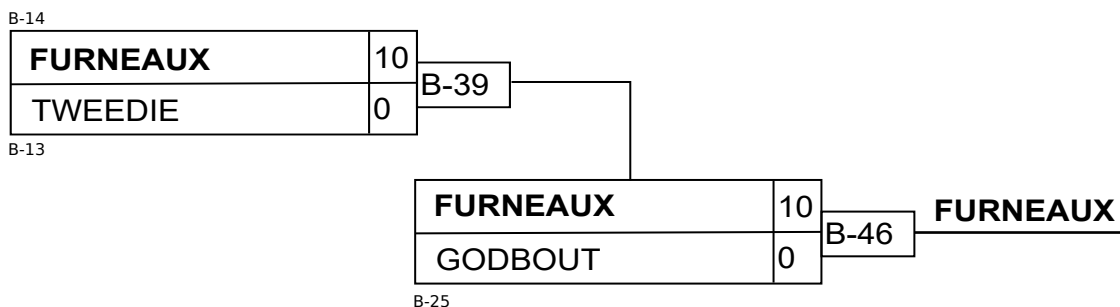 B-14
FURNEAUX 10
B-39
TWEEDIE 0
B-13
FURNEAUX 10
B-46
FURNEAUX
GODBOUT 0
B-25